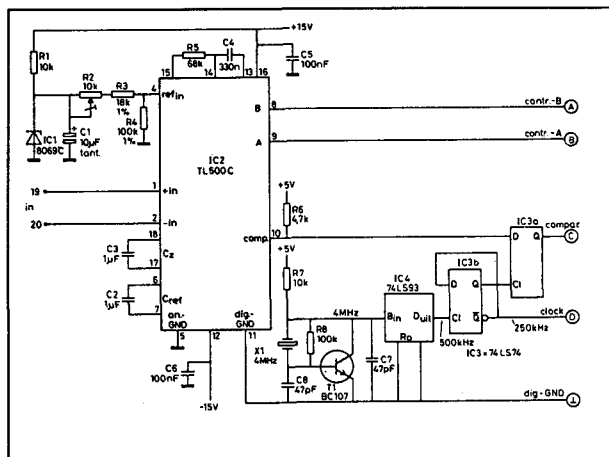 +15V
R1
10k
R5
68k
C4
330n
C5
100nF
15
14
13
16
R2
10k
R3
18k
1%
4
ref in
R4
100k
1%
+
C1
10µF
tant.
IC1
8069C
IC2
TL500C
B
8
contr.-B
A
A
9
contr.-A
B
19
in
20
1
+in
2
-in
+5V
R6
4,7k
comp.
10
IC3a
D
Q
Cl
compar.
C
18
C3
1µF
Cz
17
+5V
R7
10k
6
C2
1µF
Cref
7
an.-
GND
dig.-
GND
5
12
11
IC4
74LS93
Bin
Duit
Ro
IC3b
D
Q
Cl
Q
clock
D
500kHz
250kHz
IC3=74LS74
4MHz
R8
100k
X1
4MHz
C7
47pF
C8
47pF
T1
BC107
C6
100nF
-15V
dig-GND